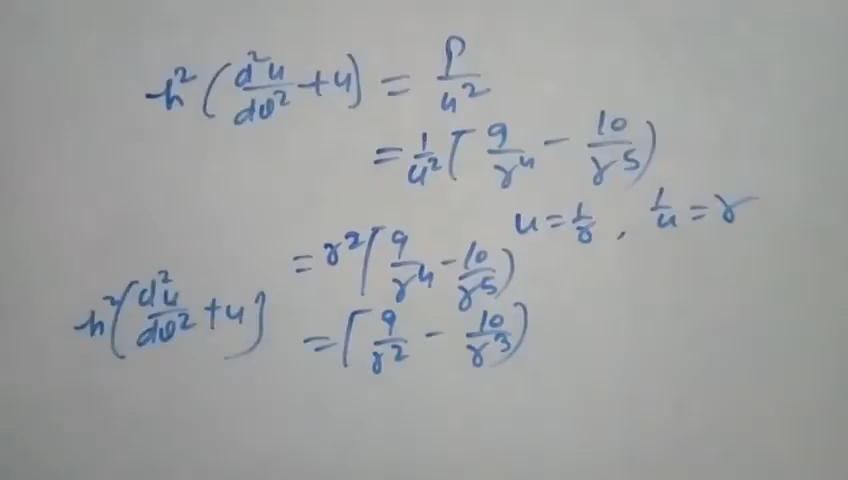 h²(d²u/dθ² + u) = P/u²
= 1/u² [9/r⁴ − 10/r⁵)
u = 1/r, 1/u = r
= r² [9/r⁴ − 10/r⁵)
h²[d²u/dθ² + u] = [9/r² − 10/r³)